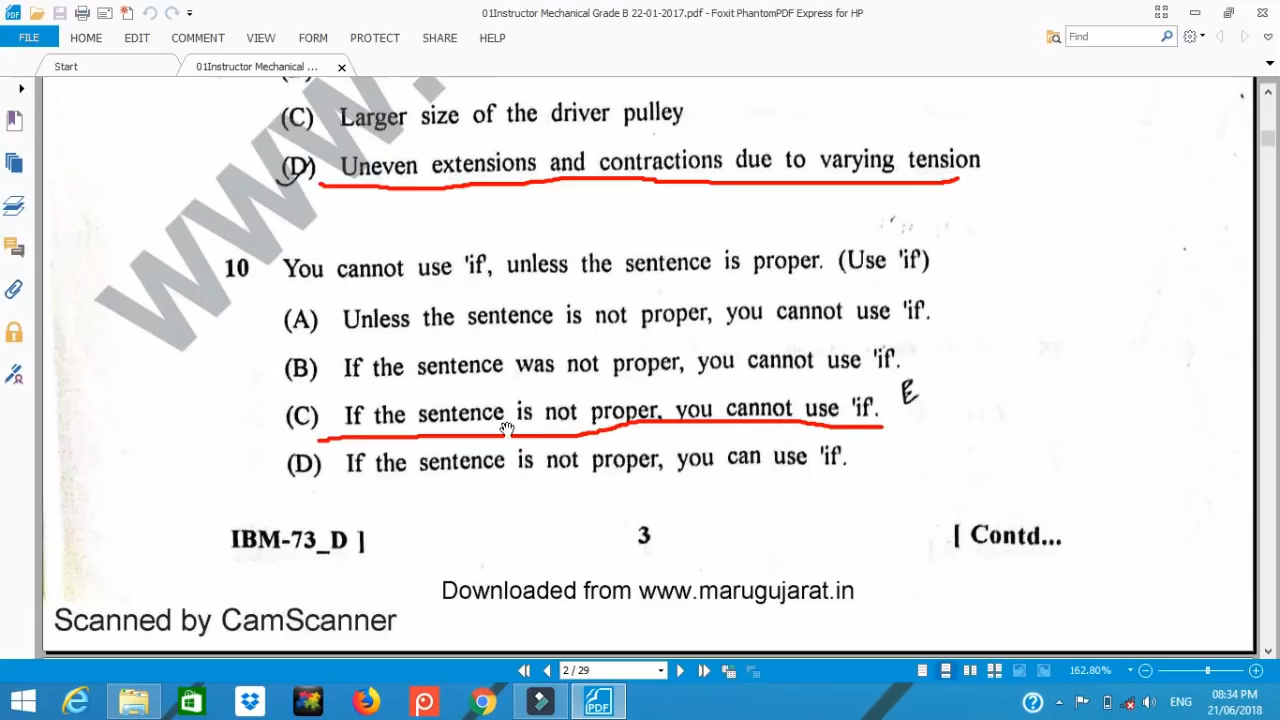 01Instructor Mechanical Grade B 22-01-2017.pdf - Foxit PhantomPDF Express for HP
FILE HOME EDIT COMMENT VIEW FORM PROTECT SHARE HELP
Find
Start
01Instructor Mechanical ...
www.
(C) Larger size of the driver pulley
(D) Uneven extensions and contractions due to varying tension
10 You cannot use 'if, unless the sentence is proper. (Use 'if)
(A) Unless the sentence is not proper, you cannot use 'if.
(B) If the sentence was not proper, you cannot use 'if.
(C) If the sentence is not proper, you cannot use 'if.
E
(D) If the sentence is not proper, you can use 'if.
IBM-73_D ] 3 [ Contd...
Downloaded from www.marugujarat.in
Scanned by CamScanner
2 / 29
162.80%
ENG
08:34 PM
21/06/2018